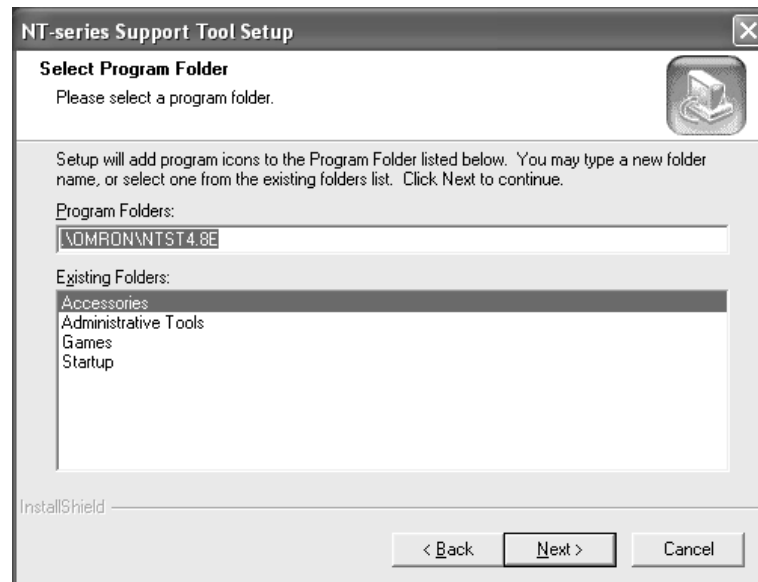 NT-series Support Tool Setup
Select Program Folder
Please select a program folder.
Setup will add program icons to the Program Folder listed below. You may type a new folder
name, or select one from the existing folders list. Click Next to continue.
Program Folders:
.\OMRON\NTST4.8E
Existing Folders:
Accessories
Administrative Tools
Games
Startup
InstallShield
< Back Next > Cancel